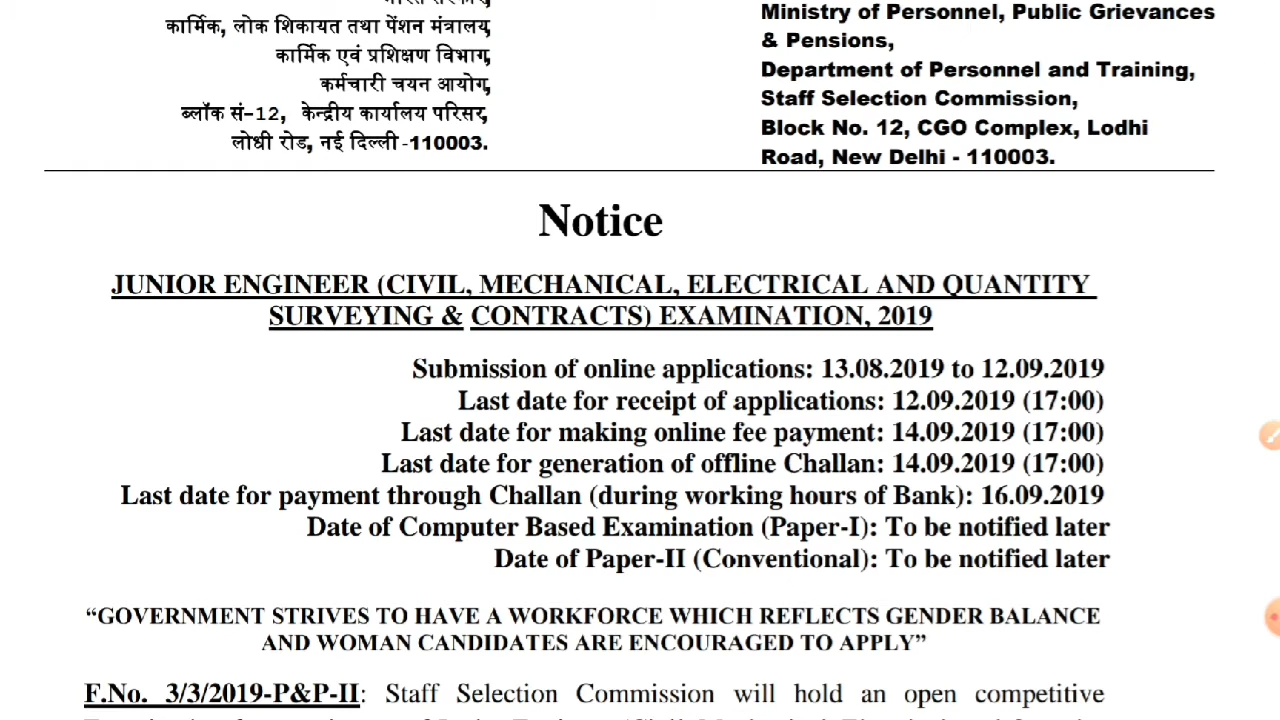 कार्मिक, लोक शिकायत तथा पेंशन मंत्रालय,
कार्मिक एवं प्रशिक्षण विभाग,
कर्मचारी चयन आयोग,
ब्लॉक सं-12, केन्द्रीय कार्यालय परिसर,
लोधी रोड, नई दिल्ली -110003.
Ministry of Personnel, Public Grievances
& Pensions,
Department of Personnel and Training,
Staff Selection Commission,
Block No. 12, CGO Complex, Lodhi
Road, New Delhi - 110003.
Notice
JUNIOR ENGINEER (CIVIL, MECHANICAL, ELECTRICAL AND QUANTITY
SURVEYING & CONTRACTS) EXAMINATION, 2019
Submission of online applications: 13.08.2019 to 12.09.2019
Last date for receipt of applications: 12.09.2019 (17:00)
Last date for making online fee payment: 14.09.2019 (17:00)
Last date for generation of offline Challan: 14.09.2019 (17:00)
Last date for payment through Challan (during working hours of Bank): 16.09.2019
Date of Computer Based Examination (Paper-I): To be notified later
Date of Paper-II (Conventional): To be notified later
“GOVERNMENT STRIVES TO HAVE A WORKFORCE WHICH REFLECTS GENDER BALANCE
AND WOMAN CANDIDATES ARE ENCOURAGED TO APPLY”
F.No. 3/3/2019-P&P-II: Staff Selection Commission will hold an open competitive